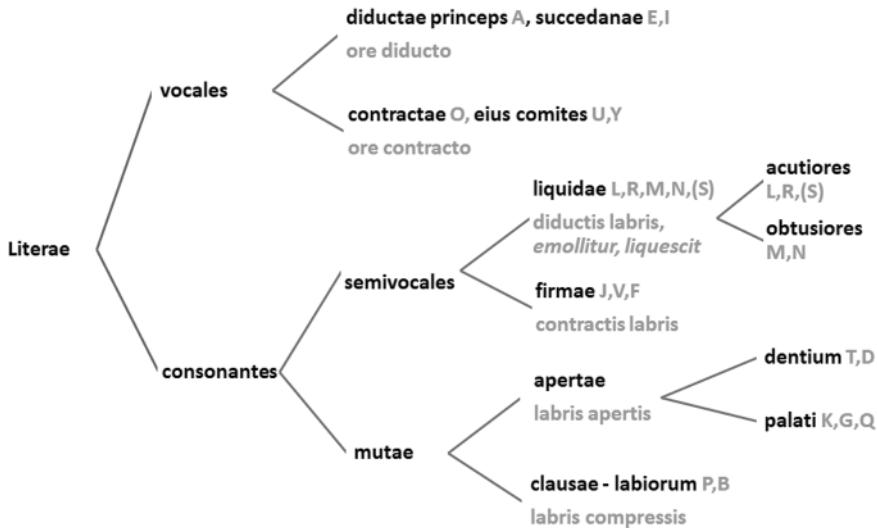 diductae princeps A, succedanae E,I
ore diducto
vocales
contractae O, eius comites U,Y
ore contracto
Literae
consonantes
semivocales
liquidae L,R,M,N,(S)
diductis labris,
emollitur, liquescit
acutiores
L,R,(S)
obtusiores
M,N
firmae J,V,F
contractis labris
mutae
apertae
labris apertis
dentium T,D
palati K,G,Q
clausae - labiorum P,B
labris compressis